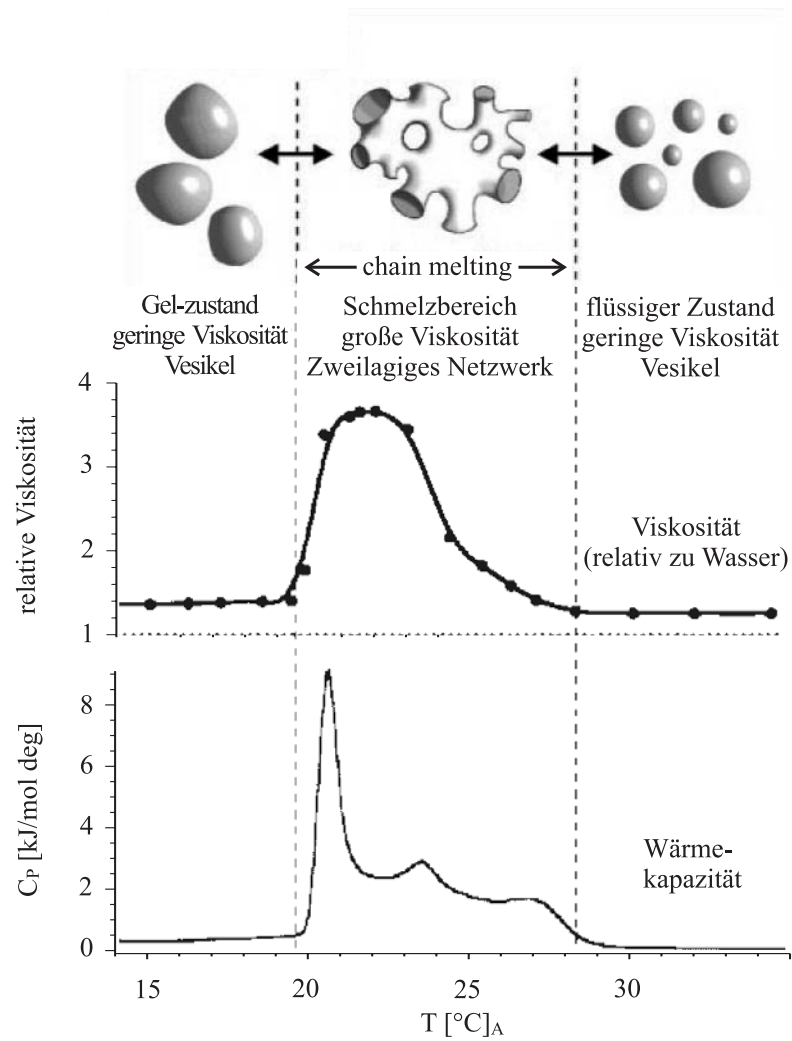 chain melting
Gel-zustand
geringe Viskosität
Vesikel
Schmelzbereich
große Viskosität
Zweilagiges Netzwerk
flüssiger Zustand
geringe Viskosität
Vesikel
relative Viskosität
4
3
2
1
Viskosität
(relativ zu Wasser)
CP [kJ/mol deg]
8
6
4
2
0
Wärme-
kapazität
15 20 25 30
T [°C]A